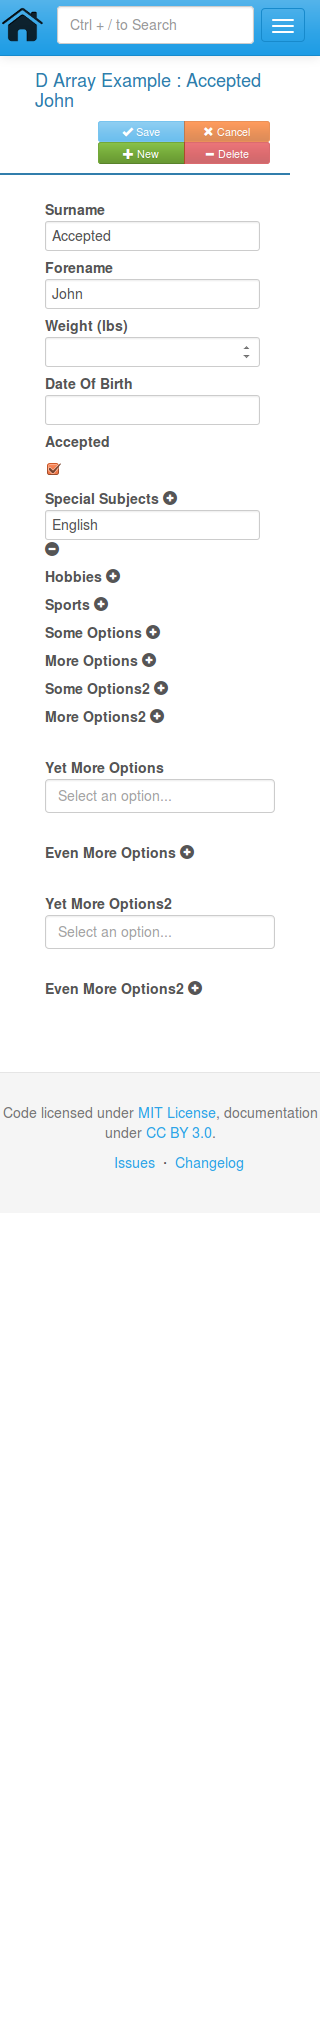 Ctrl + / to Search
D Array Example : Accepted
John
Save
Cancel
New
Delete
Surname
Accepted
Forename
John
Weight (lbs)
Date Of Birth
Accepted
Special Subjects
English
Hobbies
Sports
Some Options
More Options
Some Options2
More Options2
Yet More Options
Select an option...
Even More Options
Yet More Options2
Select an option...
Even More Options2
Code licensed under MIT License, documentation
under CC BY 3.0.
Issues · Changelog